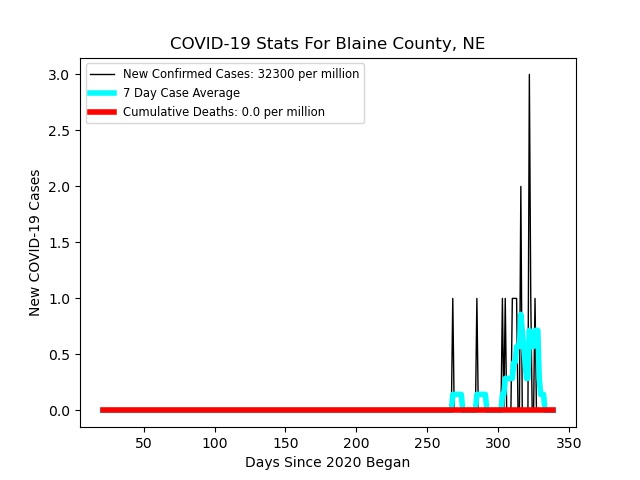 COVID-19 Stats For Blaine County, NE
New Confirmed Cases: 32300 per million
7 Day Case Average
Cumulative Deaths: 0.0 per million
3.0
2.5
2.0
1.5
1.0
0.5
0.0
New COVID-19 Cases
50 100 150 200 250 300 350
Days Since 2020 Began